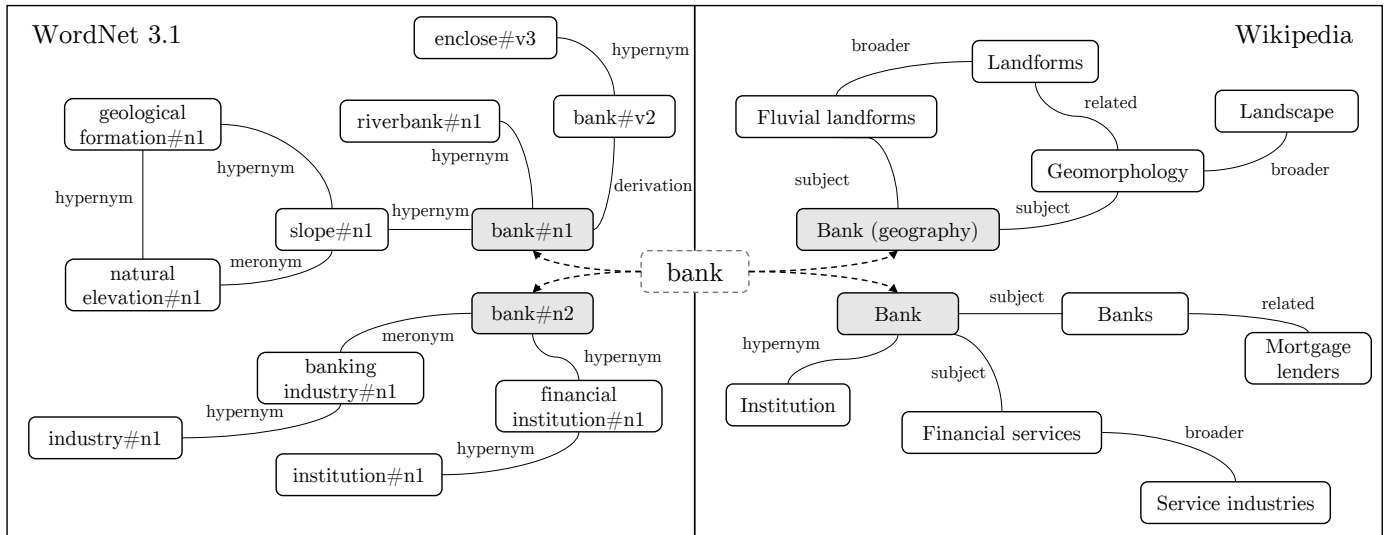 WordNet 3.1
enclose#v3
hypernym
geological
formation#n1
riverbank#n1
bank#v2
hypernym
hypernym
hypernym
derivation
slope#n1
hypernym
bank#n1
natural
elevation#n1
meronym
bank
bank#n2
meronym
hypernym
banking
industry#n1
financial
institution#n1
hypernym
industry#n1
hypernym
institution#n1
Wikipedia
broader
Landforms
Fluvial landforms
related
Landscape
Geomorphology
broader
subject
subject
Bank (geography)
Bank
subject
Banks
related
Mortgage
lenders
hypernym
subject
Institution
Financial services
broader
Service industries